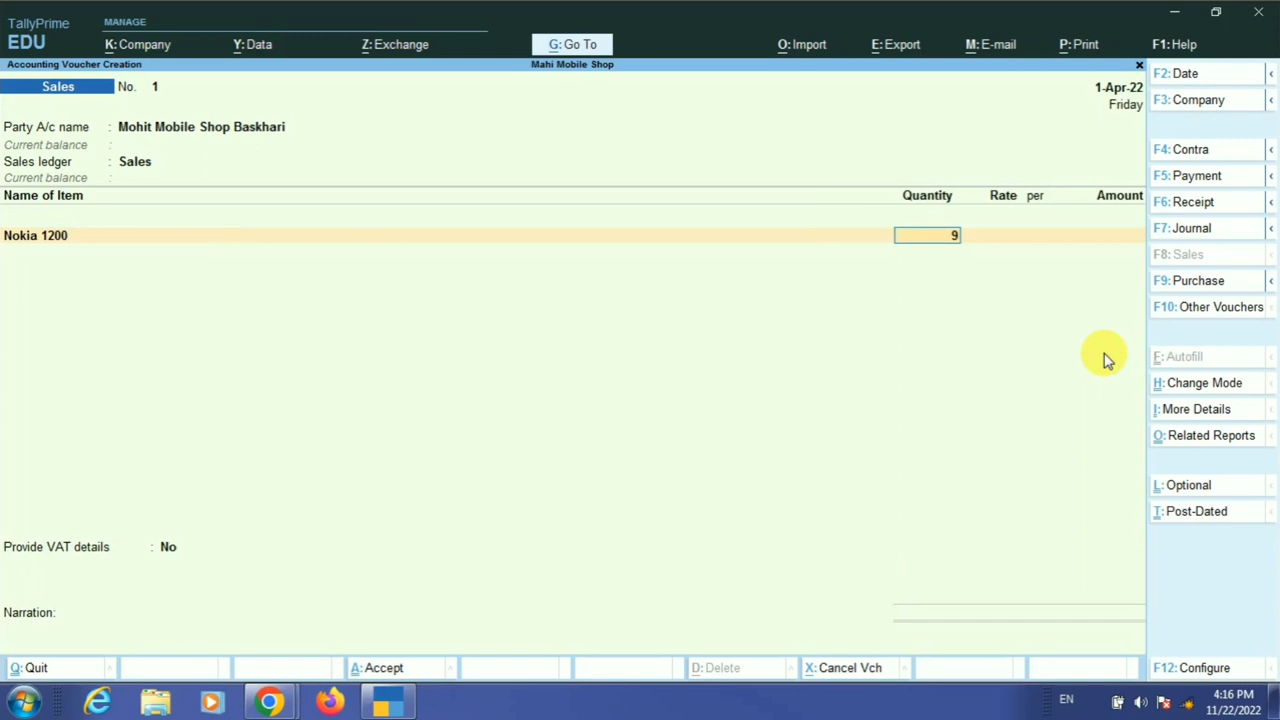 TallyPrime
MANAGE
EDU
K: Company
Y: Data
Z: Exchange
G: Go To
O: Import
E: Export
M: E-mail
P: Print
F1: Help
Accounting Voucher Creation
Mahi Mobile Shop
Sales No. 1
1-Apr-22
Friday
Party A/c name : Mohit Mobile Shop Baskhari
Current balance :
Sales ledger : Sales
Current balance :
Name of Item Quantity Rate per Amount
Nokia 1200 9
Provide VAT details : No
Narration:
F2: Date
F3: Company
F4: Contra
F5: Payment
F6: Receipt
F7: Journal
F8: Sales
F9: Purchase
F10: Other Vouchers
F: Autofill
H: Change Mode
I: More Details
O: Related Reports
L: Optional
T: Post-Dated
Q: Quit
A: Accept
D: Delete
X: Cancel Vch
F12: Configure
EN
4:16 PM
11/22/2022